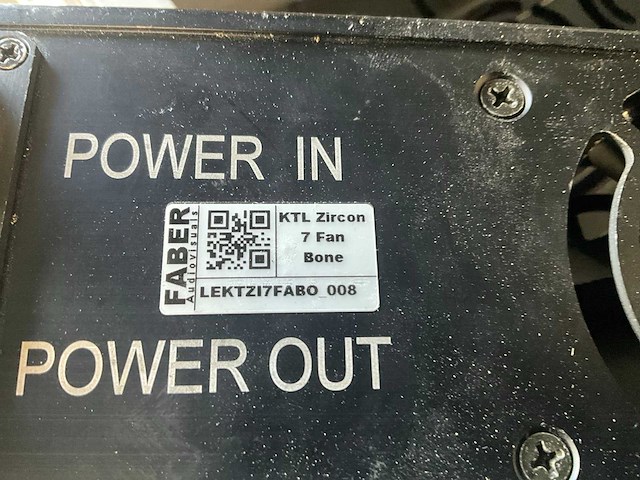 POWER IN
FABER
Audiovisuals
KTL Zircon
7 Fan
Bone
LEKTZI7FABO_008
POWER OUT